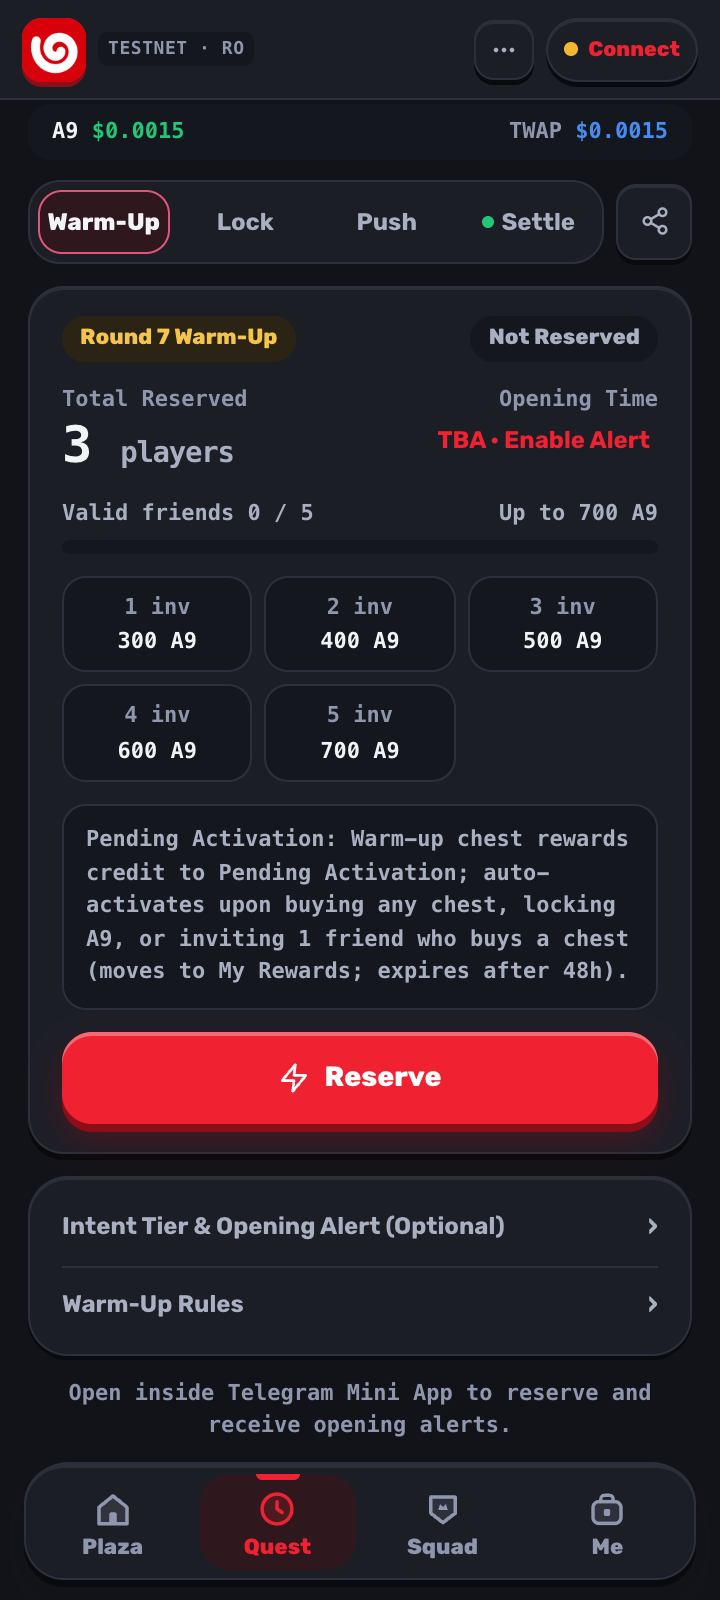 TESTNET · RO
...
Connect
A9 $0.0015
TWAP $0.0015
Warm-Up
Lock
Push
Settle
Round 7 Warm-Up
Not Reserved
Total Reserved
Opening Time
3 players
TBA • Enable Alert
Valid friends 0 / 5
Up to 700 A9
1 inv
300 A9
2 inv
400 A9
3 inv
500 A9
4 inv
600 A9
5 inv
700 A9
Pending Activation: Warm-up chest rewards
credit to Pending Activation; auto-
activates upon buying any chest, locking
A9, or inviting 1 friend who buys a chest
(moves to My Rewards; expires after 48h).
Reserve
Intent Tier & Opening Alert (Optional)
Warm-Up Rules
Open inside Telegram Mini App to reserve and
receive opening alerts.
Plaza
Quest
Squad
Me